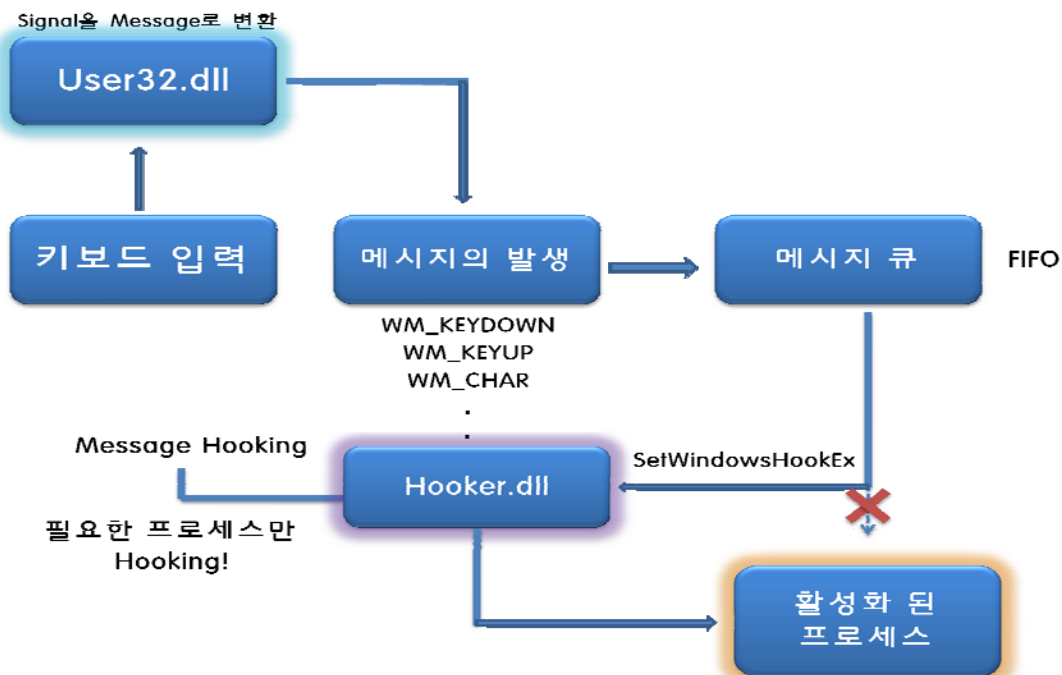 Signal을 Message로 변환
User32.dll
키보드 입력
메시지의 발생
메시지 큐
FIFO
WM_KEYDOWN
WM_KEYUP
WM_CHAR
.
.
Message Hooking
Hooker.dll
SetWindowsHookEx
필요한 프로세스만
Hooking!
활성화 된
프로세스